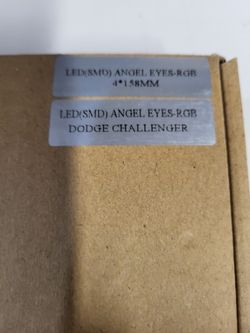 LED(SMD) ANGEL EYES-RGB
4*158MM
LED(SMD) ANGEL EYES-RGB
DODGE CHALLENGER